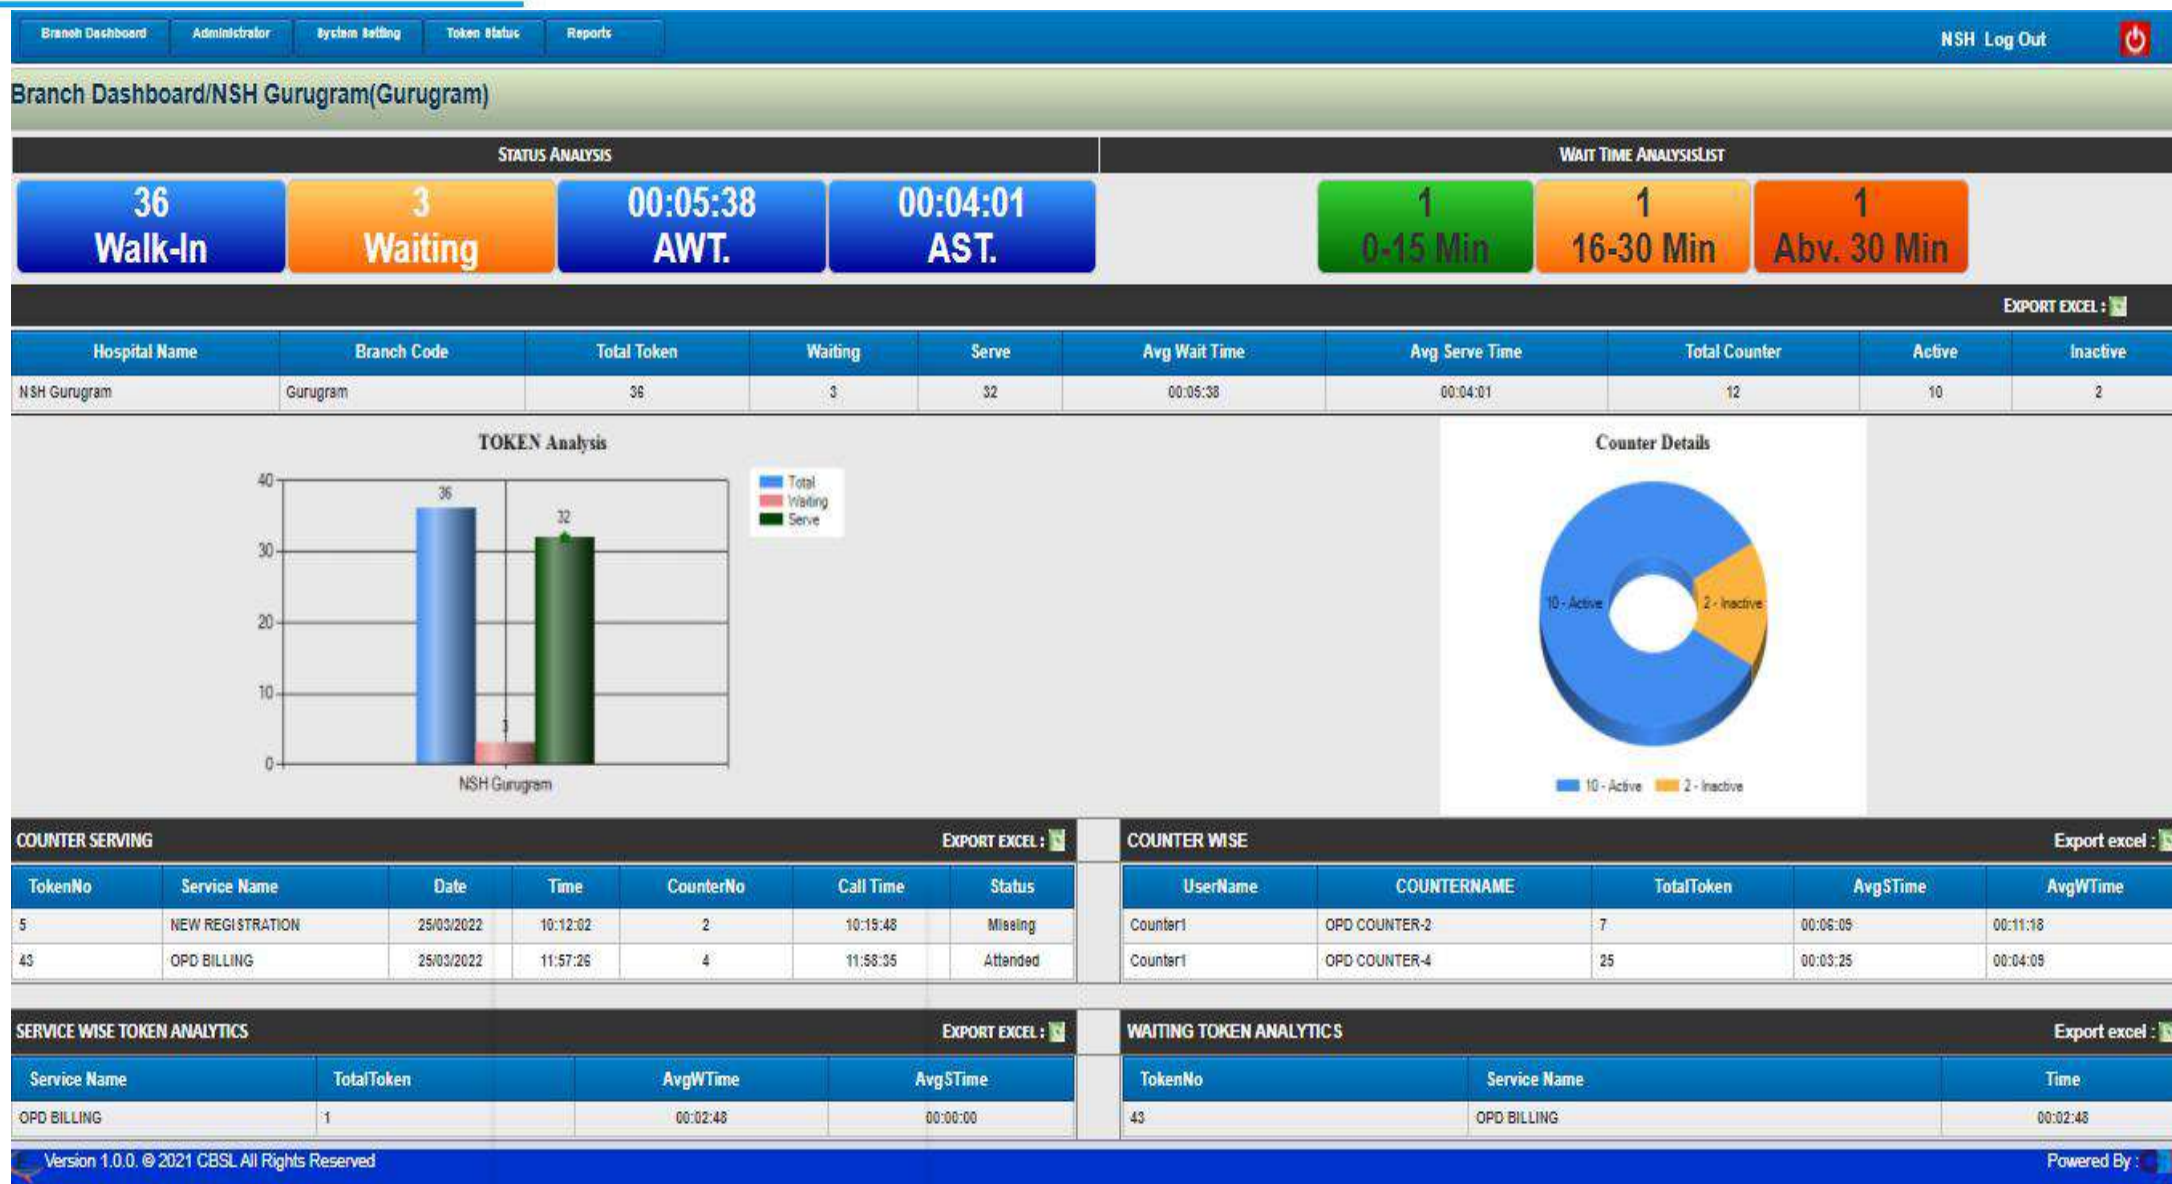 Branch Dashboard Administrator System Setting Token Status Reports NSH Log Out
Branch Dashboard/NSH Gurugram(Gurugram)
STATUS ANALYSIS WAIT TIME ANALYSISLIST
36 3 00:05:38 00:04:01 1 1 1
Walk-In Waiting AWT. AST. 0-15 Min 16-30 Min Abv. 30 Min
EXPORT EXCEL :
Hospital Name Branch Code Total Token Waiting Serve Avg Wait Time Avg Serve Time Total Counter Active Inactive
NSH Gurugram Gurugram 36 3 32 00:05:38 00:04:01 12 10 2
TOKEN Analysis
40
30
20
10
0
36
3
32
NSH Gurugram
Total
Waiting
Serve
Counter Details
10 - Active 2 - Inactive
10 - Active 2 - Inactive
COUNTER SERVING EXPORT EXCEL :
TokenNo Service Name Date Time CounterNo Call Time Status
5 NEW REGISTRATION 25/03/2022 10:12:02 2 10:15:48 Missing
43 OPD BILLING 25/03/2022 11:57:26 4 11:58:35 Attended
COUNTER WISE Export excel :
UserName COUNTERNAME TotalToken AvgSTime AvgWTime
Counter1 OPD COUNTER-2 7 00:06:09 00:11:18
Counter1 OPD COUNTER-4 25 00:03:25 00:04:09
SERVICE WISE TOKEN ANALYTICS EXPORT EXCEL :
Service Name TotalToken AvgWTime AvgSTime
OPD BILLING 1 00:02:48 00:00:00
WAITING TOKEN ANALYTICS Export excel :
TokenNo Service Name Time
43 OPD BILLING 00:02:48
Version 1.0.0. © 2021 CBSL All Rights Reserved Powered By :